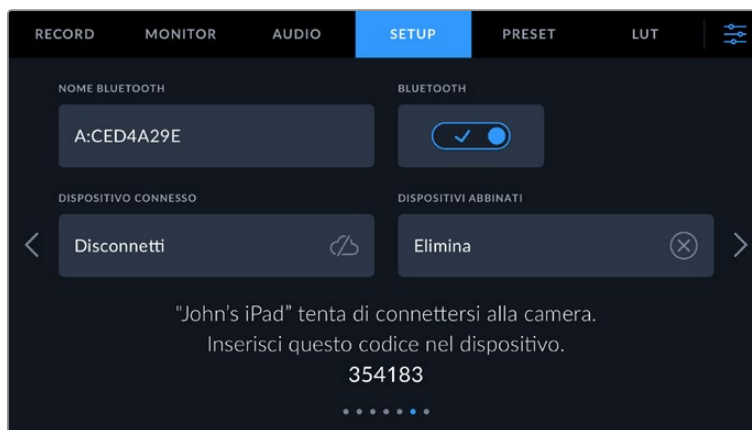 RECORD MONITOR AUDIO SETUP PRESET LUT
NOME BLUETOOTH BLUETOOTH
A:CED4A29E
DISPOSITIVO CONNESSO DISPOSITIVI ABBINATI
Disconnetti Elimina
"John's iPad” tenta di connettersi alla camera.
Inserisci questo codice nel dispositivo.
354183